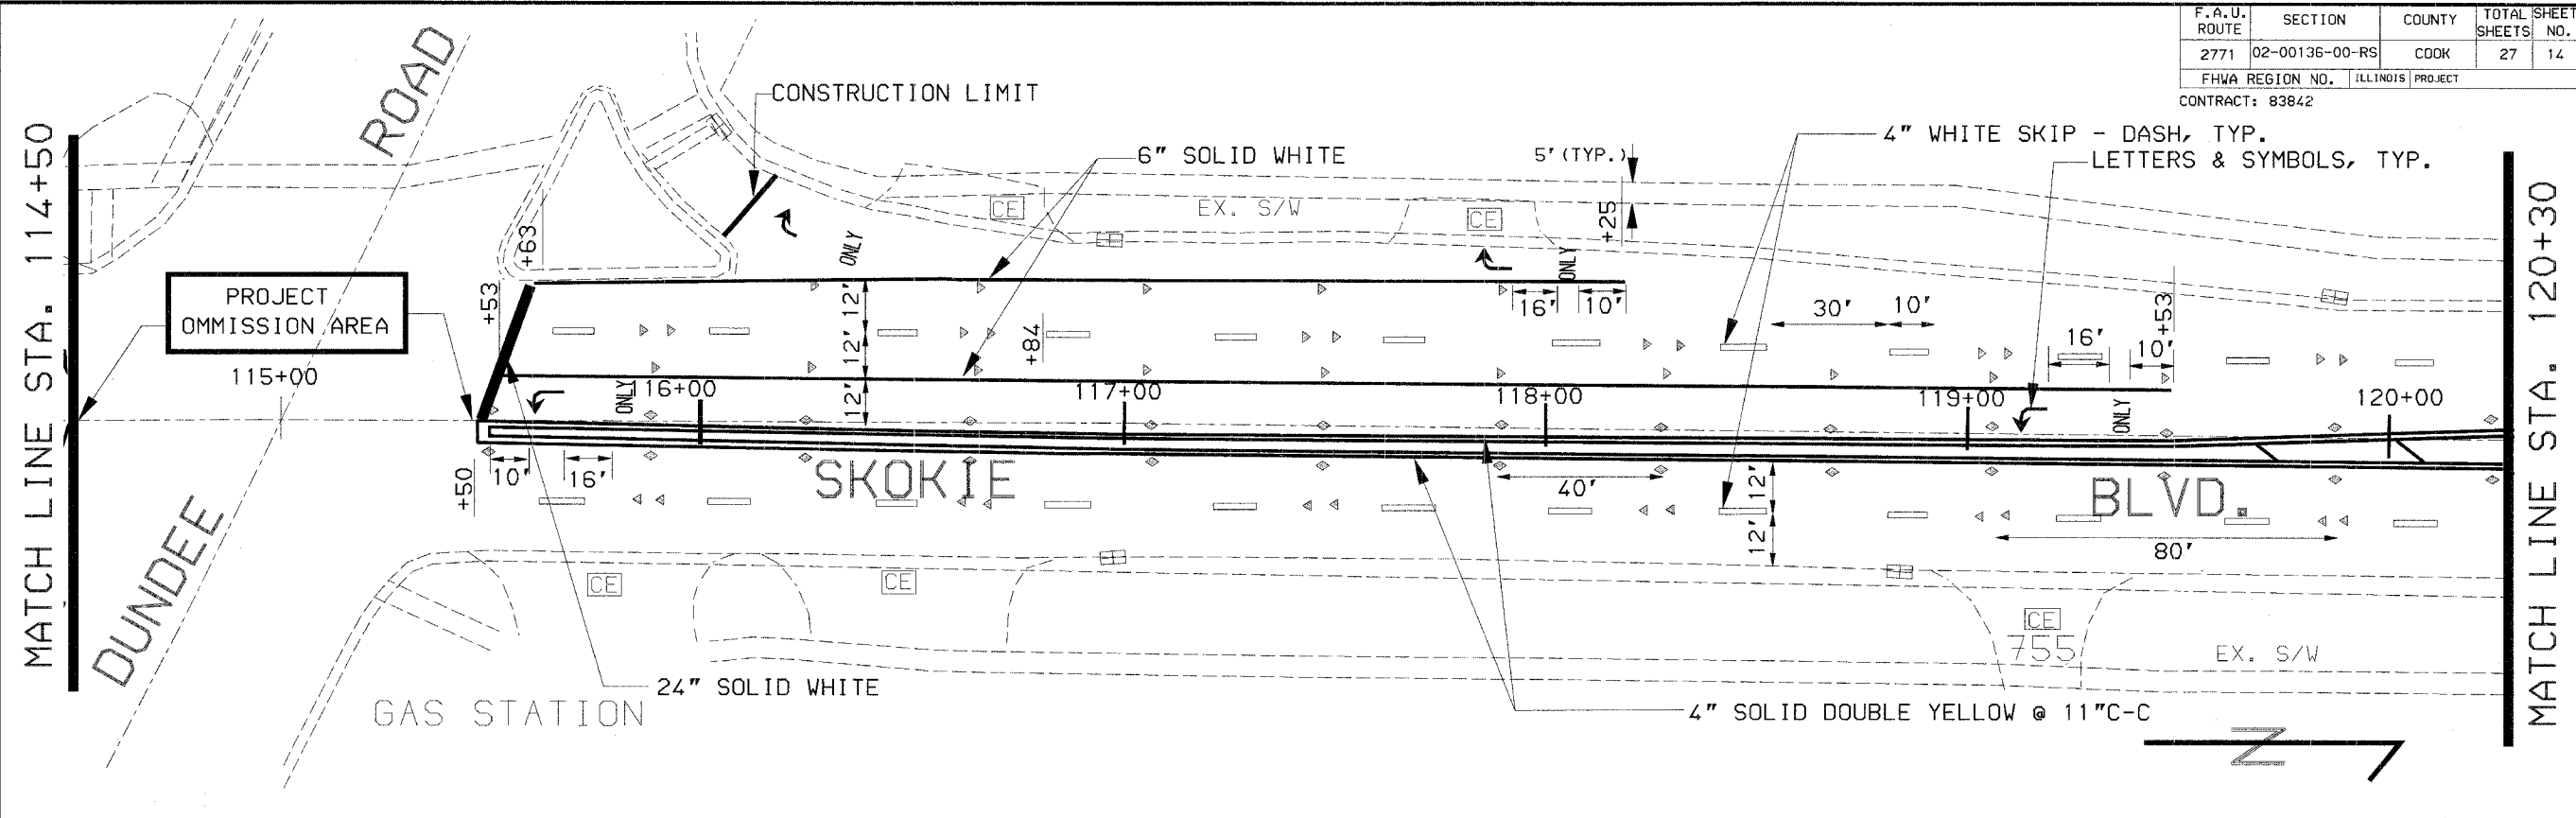 F.A.U. ROUTE
SECTION
COUNTY
TOTAL SHEETS
SHEET NO.
2771
02-00136-00-RS
COOK
27
14
FHWA REGION NO.
ILLINOIS
PROJECT
CONTRACT: 83842
MATCH LINE STA. 114+50
ROAD
CONSTRUCTION LIMIT
6" SOLID WHITE
5' (TYP.)
4" WHITE SKIP - DASH, TYP.
LETTERS & SYMBOLS, TYP.
CE
EX. S/W
CE
+25
+63
ONLY
ONLY
PROJECT
OMMISSION AREA
+53
12'
12'
12'
+84
16'
10'
30'
10'
16'
10'
+53
115+00
ONLY
116+00
117+00
118+00
119+00
ONLY
120+00
+50
10'
16'
SKOKIE
40'
12'
12'
BLVD.
80'
DUNDEE
CE
CE
CE
755
EX. S/W
24" SOLID WHITE
GAS STATION
4" SOLID DOUBLE YELLOW @ 11"C-C
N
MATCH LINE STA. 120+30